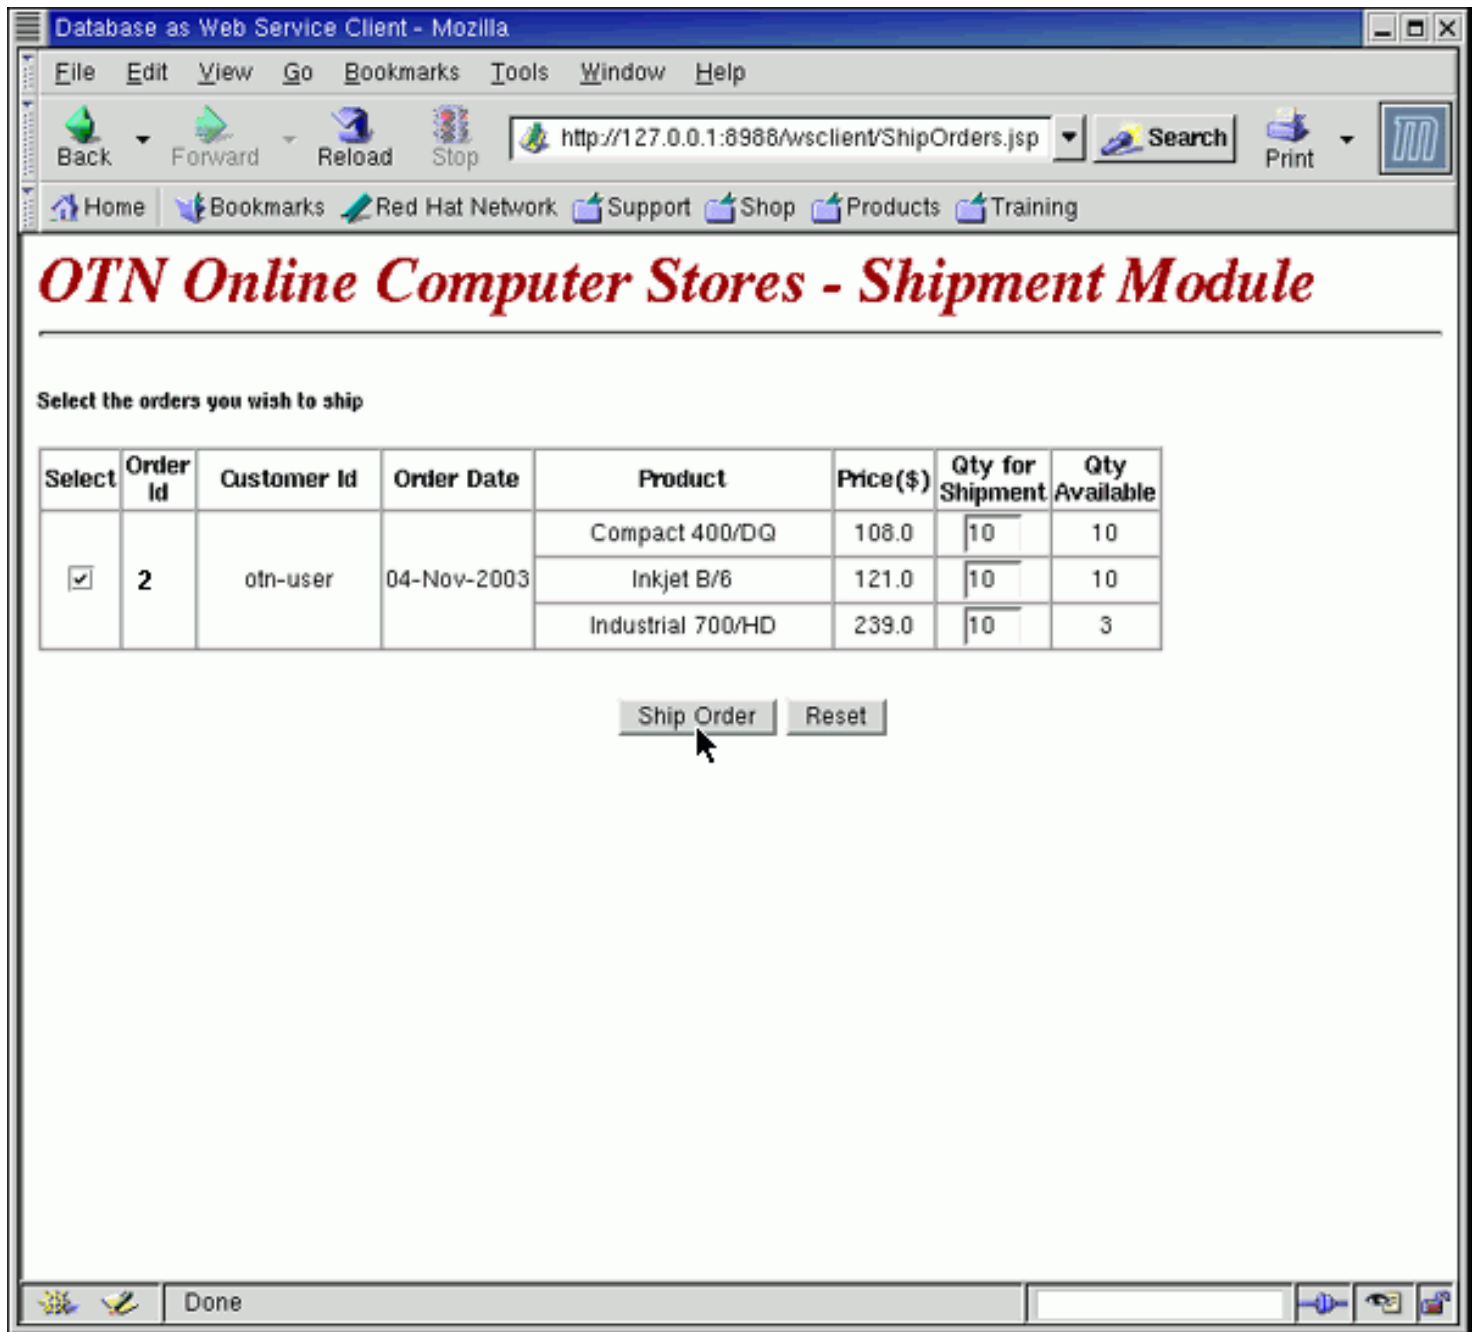 Database as Web Service Client - Mozilla
File Edit View Go Bookmarks Tools Window Help
Back Forward Reload Stop http://127.0.0.1:8988/wsclient/ShipOrders.jsp Search Print
Home Bookmarks Red Hat Network Support Shop Products Training
OTN Online Computer Stores - Shipment Module
Select the orders you wish to ship
Select Order Id Customer Id Order Date Product Price($) Qty for Shipment Qty Available
Compact 400/DQ 108.0 10 10
2 otn-user 04-Nov-2003 Inkjet B/6 121.0 10 10
Industrial 700/HD 239.0 10 3
Ship Order Reset
Done